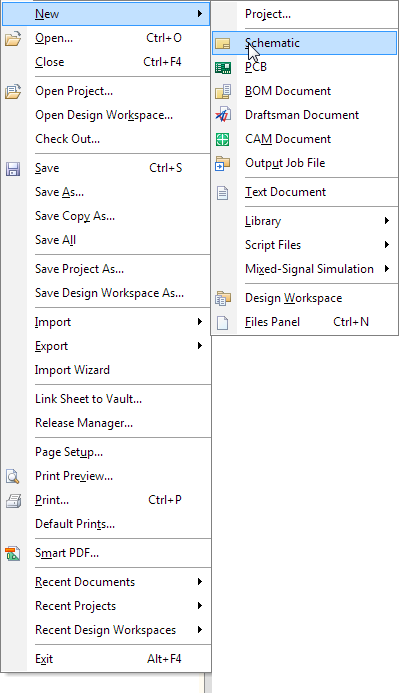 New
Open... Ctrl+O
Close Ctrl+F4
Open Project...
Open Design Workspace...
Check Out...
Save Ctrl+S
Save As...
Save Copy As...
Save All
Save Project As...
Save Design Workspace As...
Import
Export
Import Wizard
Link Sheet to Vault...
Release Manager...
Page Setup...
Print Preview...
Print... Ctrl+P
Default Prints...
Smart PDF...
Recent Documents
Recent Projects
Recent Design Workspaces
Exit Alt+F4
Project...
Schematic
PCB
BOM Document
Draftsman Document
CAM Document
Output Job File
Text Document
Library
Script Files
Mixed-Signal Simulation
Design Workspace
Files Panel Ctrl+N